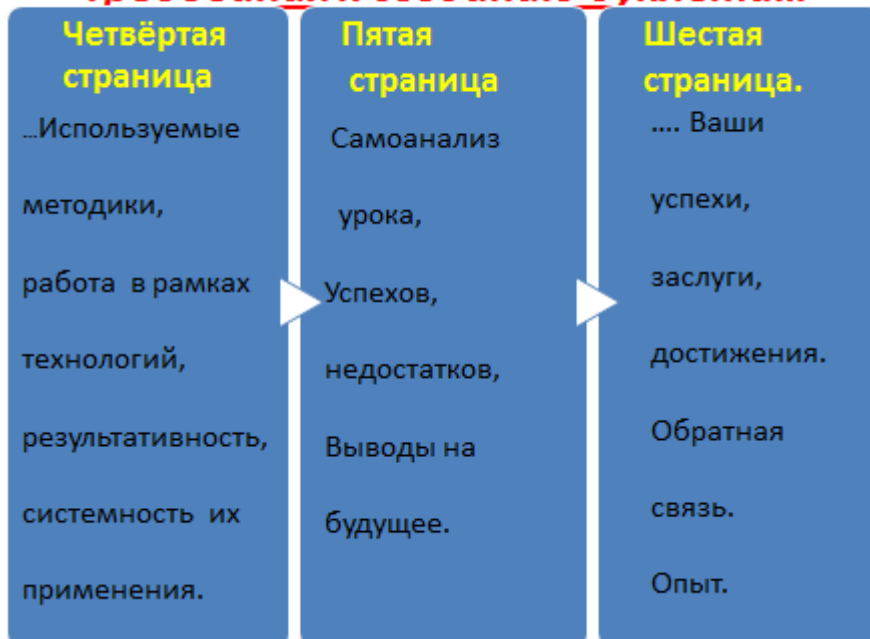 Четвёртая
страница
...Используемые
методики,
работа в рамках
технологий,
результативность,
системность их
применения.
Пятая
страница
Самоанализ
урока,
Успехов,
недостатков,
Выводы на
будущее.
Шестая
страница.
.... Ваши
успехи,
заслуги,
достижения.
Обратная
связь.
Опыт.